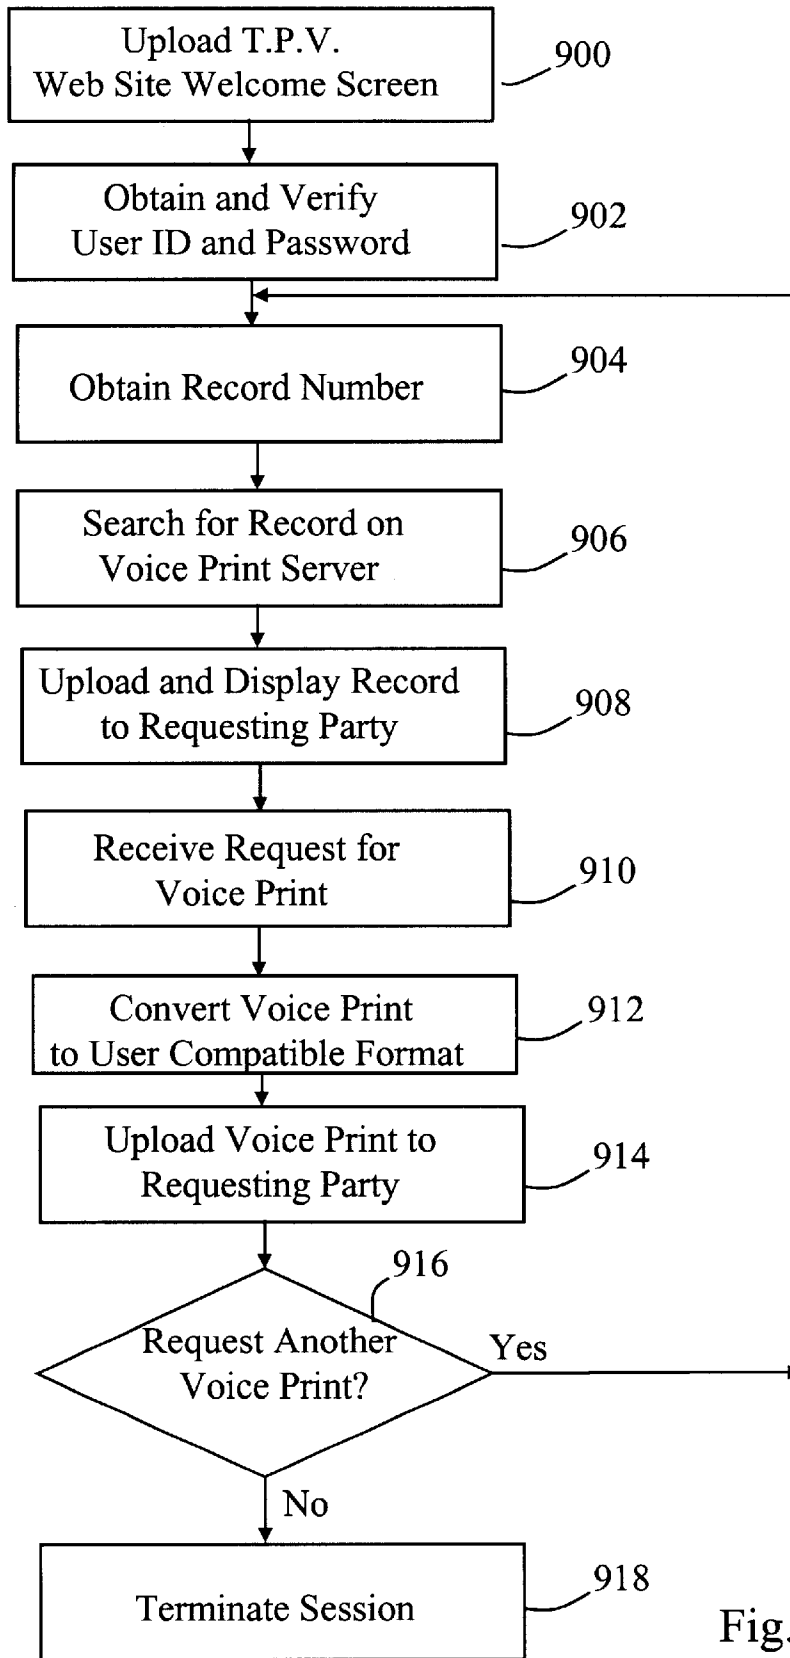 Upload T.P.V.
Web Site Welcome Screen
900
Obtain and Verify
User ID and Password
902
Obtain Record Number
904
Search for Record on
Voice Print Server
906
Upload and Display Record
to Requesting Party
908
Receive Request for
Voice Print
910
Convert Voice Print
to User Compatible Format
912
Upload Voice Print to
Requesting Party
914
916
Request Another
Voice Print?
Yes
No
Terminate Session
918
Fig.